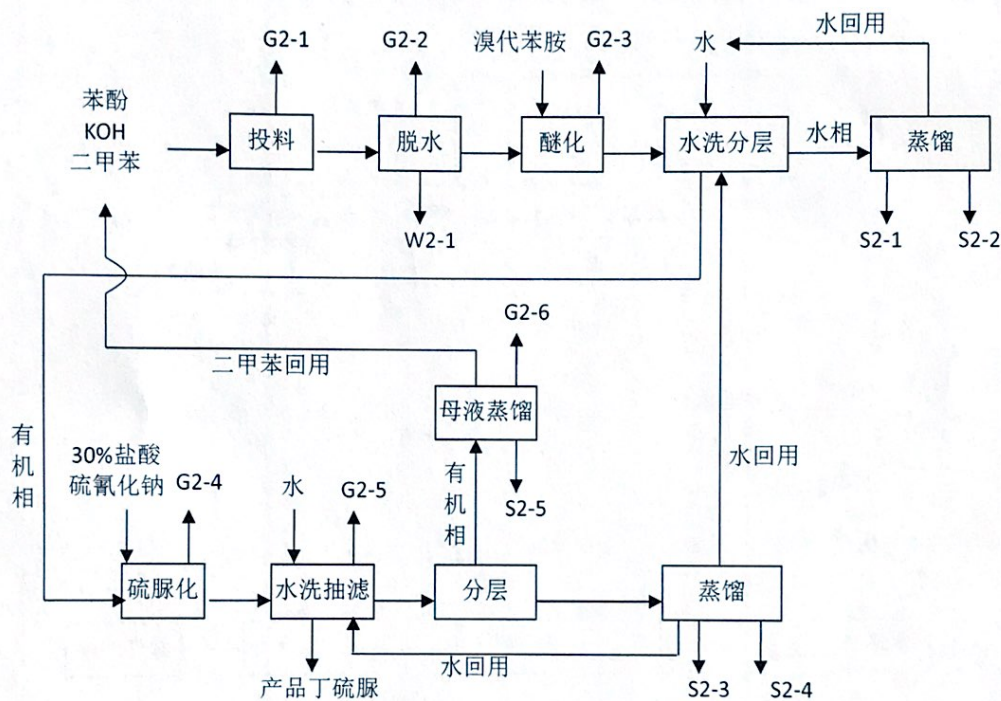 G2-1
G2-2
溴代苯胺
G2-3
水
水回用
苯酚
KOH
二甲苯
投料
脱水
醚化
水洗分层
水相
蒸馏
W2-1
S2-1
S2-2
G2-6
二甲苯回用
母液蒸馏
有机相
30%盐酸
硫氰化钠
G2-4
水
G2-5
有机相
S2-5
水回用
硫脲化
水洗抽滤
分层
蒸馏
水回用
产品丁硫脲
S2-3
S2-4